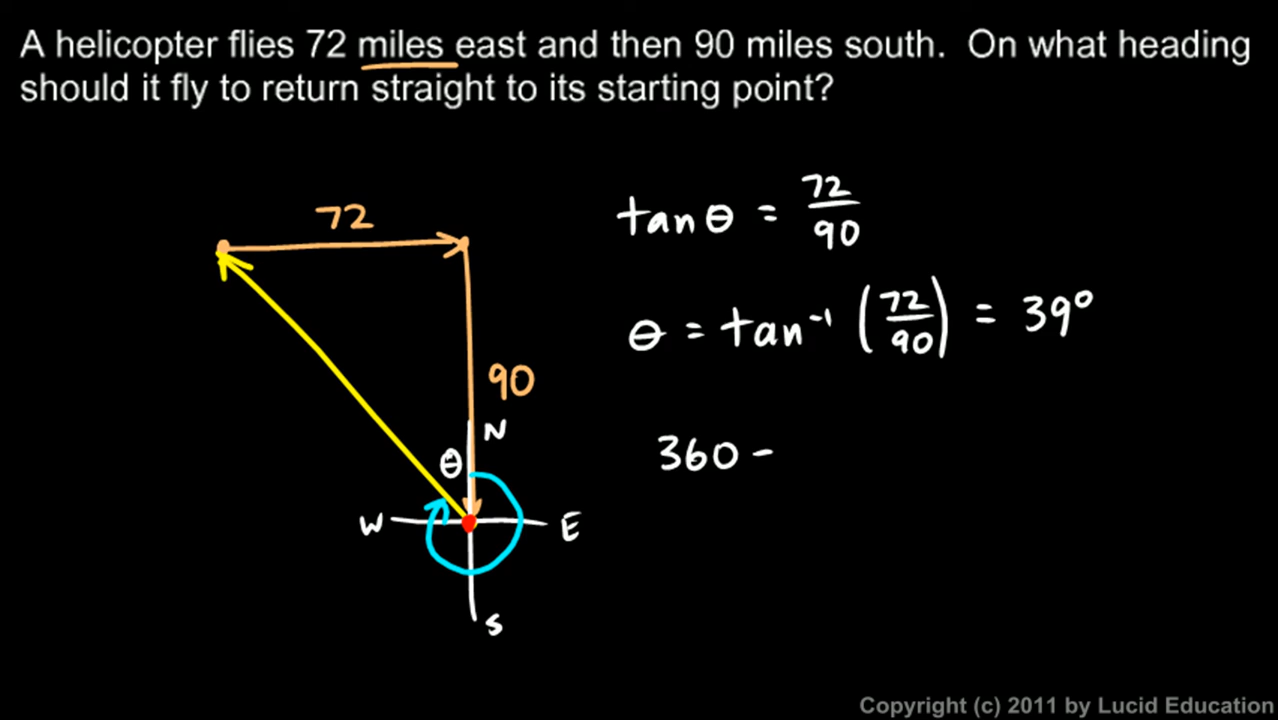 A helicopter flies 72 miles east and then 90 miles south. On what heading
should it fly to return straight to its starting point?
72
90
N
θ
W
E
S
tan θ = 72/90
θ = tan⁻¹ (72/90) = 39°
360 -
Copyright (c) 2011 by Lucid Education